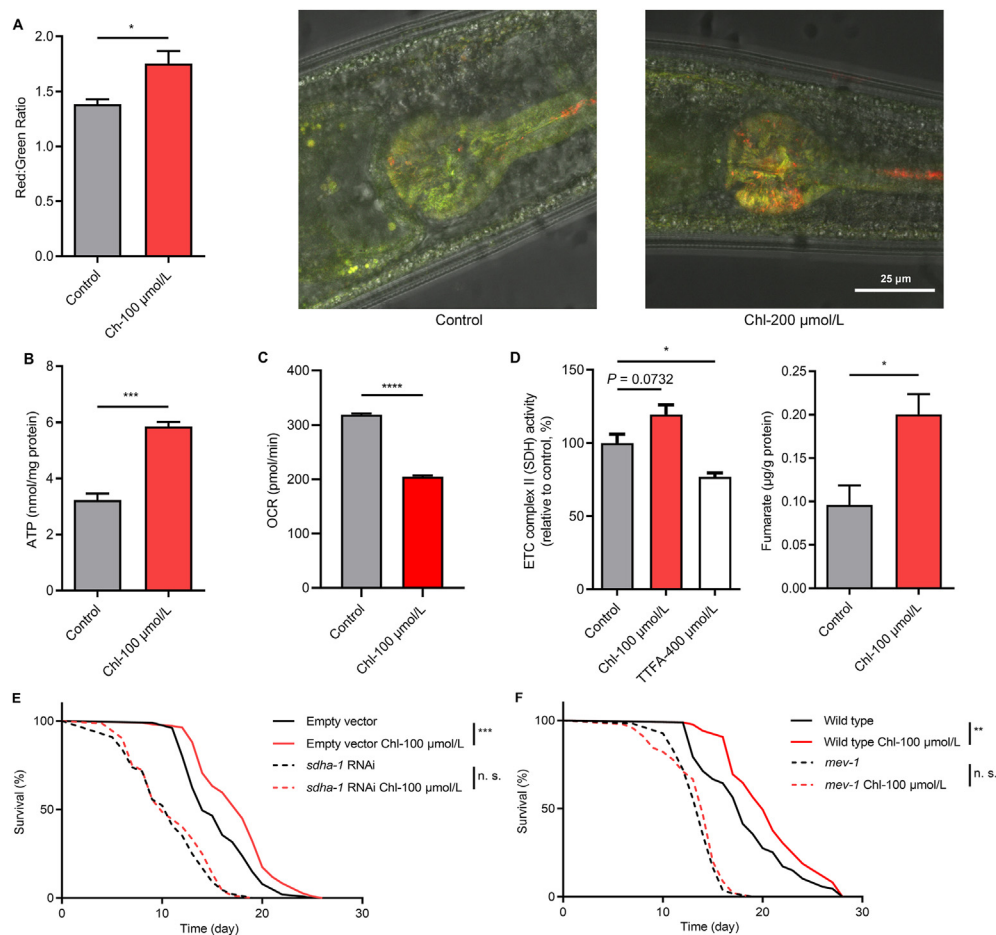 A
2.0
1.5
1.0
0.5
0.0
Red:Green Ratio
*
Control
Ch-100 µmol/L
Control
25 µm
Chl-200 µmol/L
B
8
6
4
2
0
ATP (nmol/mg protein)
***
Control
Chl-100 µmol/L
C
400
300
200
100
0
OCR (pmol/min)
****
Control
Chl-100 µmol/L
D
150
100
50
0
ETC complex II (SDH) activity
(relative to control, %)
*
P = 0.0732
Control
Chl-100 µmol/L
TTFA-400 µmol/L
0.25
0.20
0.15
0.10
0.05
0.00
Fumarate (µg/g protein)
*
Control
Chl-100 µmol/L
E
100
50
0
Survival (%)
0 10 20 30
Time (day)
Empty vector
Empty vector Chl-100 µmol/L
sdha-1 RNAi
sdha-1 RNAi Chl-100 µmol/L
***
n. s.
F
100
50
0
Survival (%)
0 10 20 30
Time (day)
Wild type
Wild type Chl-100 µmol/L
mev-1
mev-1 Chl-100 µmol/L
**
n. s.